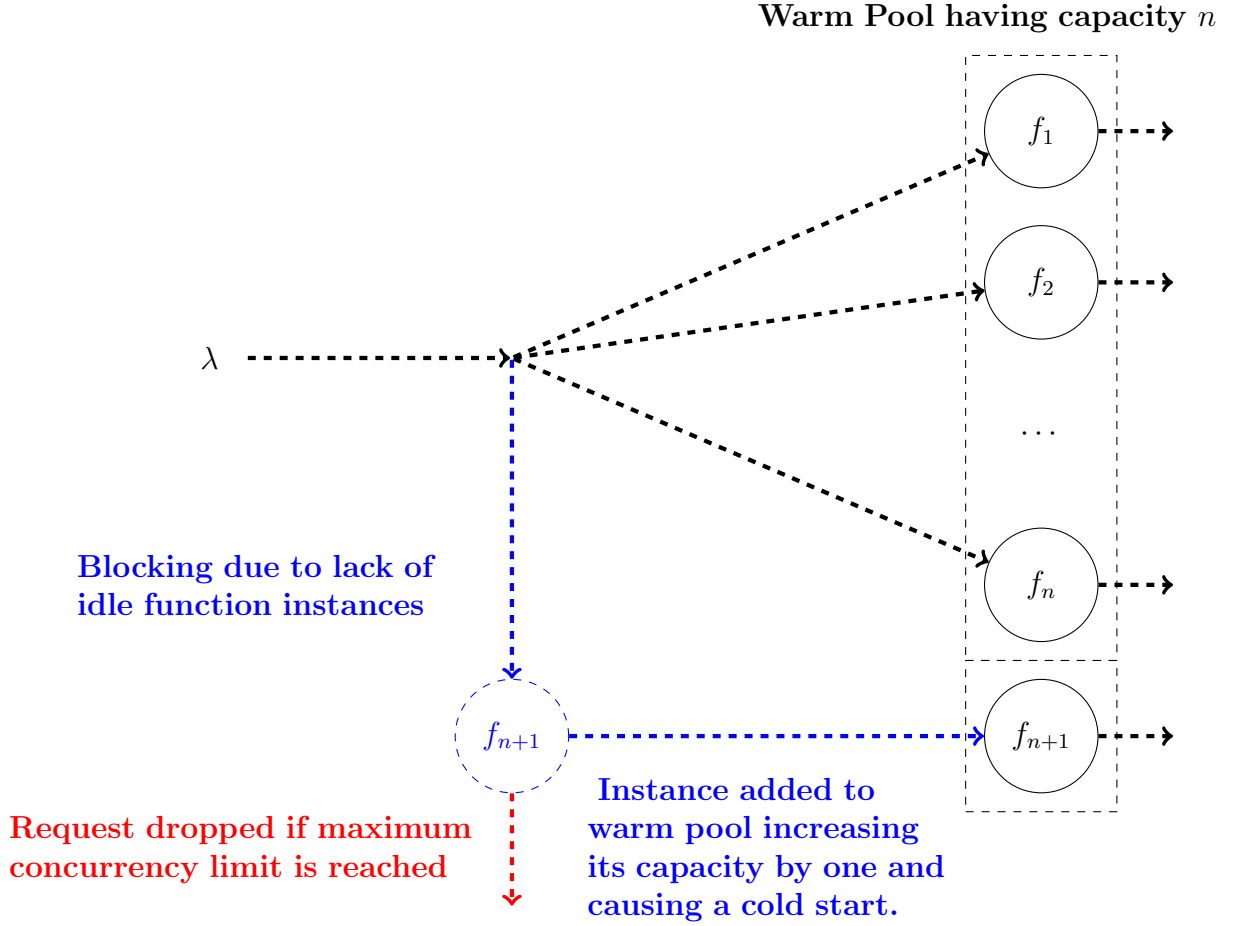 Warm Pool having capacity n
f₁
f₂
λ
...
Blocking due to lack of
idle function instances
fₙ
fₙ₊₁
fₙ₊₁
Instance added to
warm pool increasing
its capacity by one and
causing a cold start.
Request dropped if maximum
concurrency limit is reached